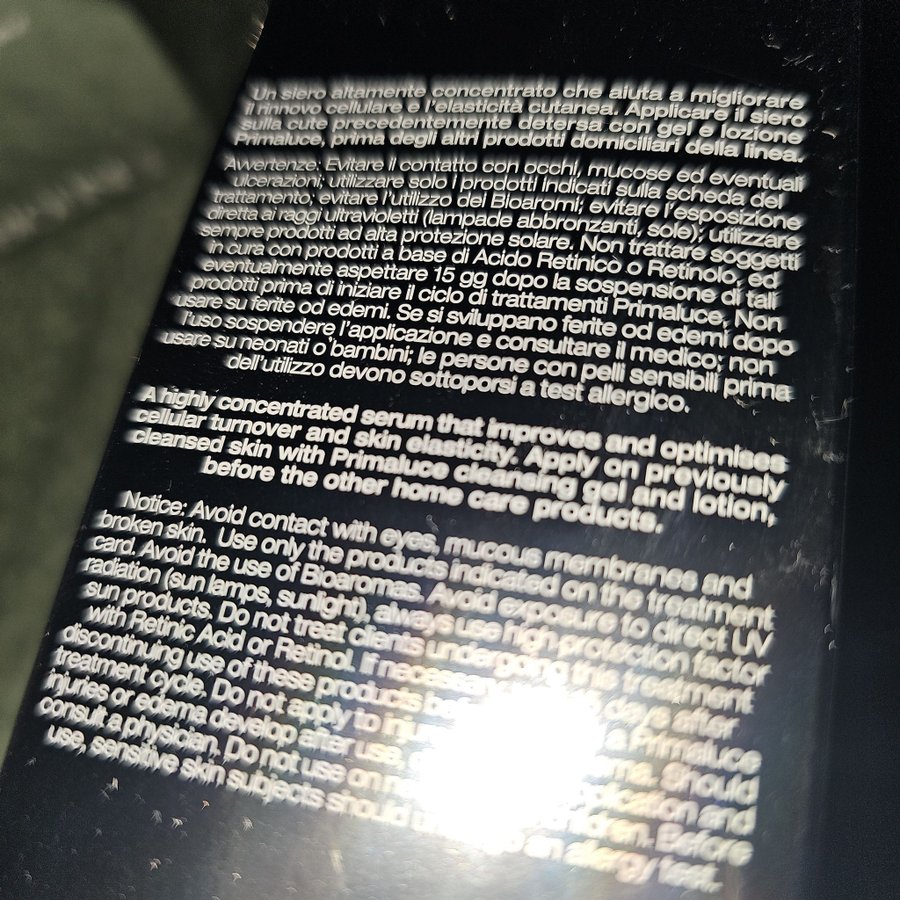 Un siero altamente concentrato che aiuta a migliorare
il rinnovo cellulare e l'elasticità cutanea. Applicare il siero
sulla cute precedentemente detersa con gel e lozione
Primaluce, prima degli altri prodotti domiciliari della linea.
Avvertenze: Evitare il contatto con occhi, mucose ed eventuali
ulcerazioni; utilizzare solo i prodotti indicati sulla scheda del
trattamento; evitare l'utilizzo dei Bioaromi; evitare l'esposizione
diretta ai raggi ultravioletti (lampade abbronzanti, sole); utilizzare
sempre prodotti ad alta protezione solare. Non trattare soggetti
in cura con prodotti a base di Acido Retinico o Retinolo, ed
eventualmente aspettare 15 gg dopo la sospensione di tali
prodotti prima di iniziare il ciclo di trattamenti Primaluce. Non
usare su ferite od edemi. Se si sviluppano ferite od edemi dopo
l'uso sospendere l'applicazione e consultare il medico; non
usare su neonati o bambini; le persone con pelli sensibili prima
dell'utilizzo devono sottoporsi a test allergico.
A highly concentrated serum that improves and optimises
cellular turnover and skin elasticity. Apply on previously
cleansed skin with Primaluce cleansing gel and lotion,
before the other home care products.
Notice: Avoid contact with eyes, mucous membranes and
broken skin. Use only the products indicated on the treatment
card. Avoid the use of Bioaromas. Avoid exposure to direct UV
radiation (sun lamps, sunlight), always use high protection factor
sun products. Do not treat clients undergoing this treatment
with Retinic Acid or Retinol. If necessary days after
discontinuing use of these products a Primaluce
treatment cycle. Do not apply to Should
injuries or edema develop after use, and
consult a physician. Do not use on Before
use, sensitive skin subjects should an allergy test.